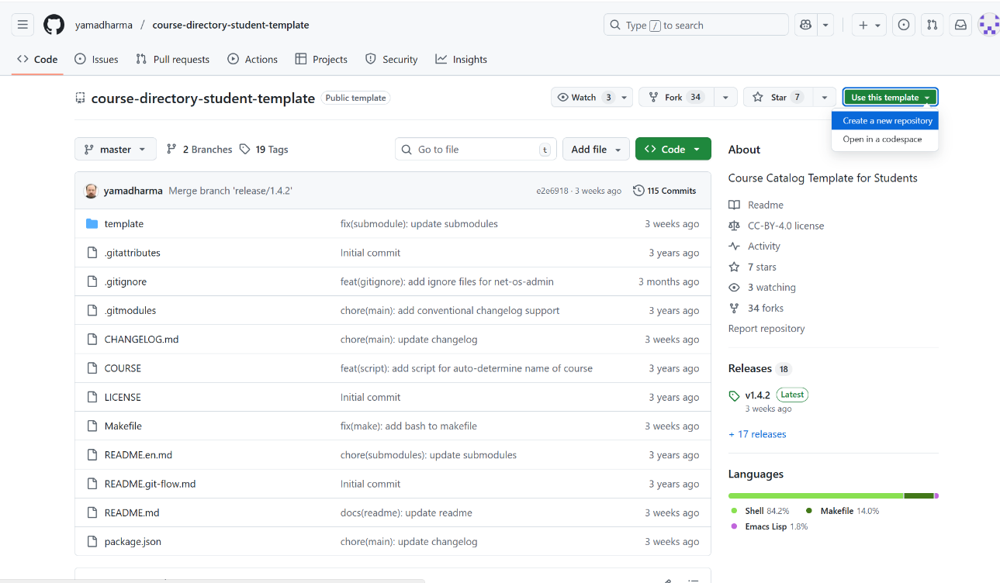 yamadharma / course-directory-student-template
Type / to search
Code Issues Pull requests Actions Projects Security Insights
course-directory-student-template Public template
Watch 3 Fork 34 Star 7 Use this template
Create a new repository
Open in a codespace
master 2 Branches 19 Tags Go to file t Add file Code
yamadharma Merge branch 'release/1.4.2' e2e6918 · 3 weeks ago 115 Commits
template fix(submodule): update submodules 3 weeks ago
.gitattributes Initial commit 3 years ago
.gitignore feat(gitignore): add ignore files for net-os-admin 3 months ago
.gitmodules chore(main): add conventional changelog support 3 years ago
CHANGELOG.md chore(main): update changelog 3 weeks ago
COURSE feat(script): add script for auto-determine name of course 3 years ago
LICENSE Initial commit 3 years ago
Makefile fix(make): add bash to makefile 3 weeks ago
README.en.md chore(submodules): update submodules 3 years ago
README.git-flow.md Initial commit 3 years ago
README.md docs(readme): update readme 3 weeks ago
package.json chore(main): update changelog 3 weeks ago
About
Course Catalog Template for Students
Readme
CC-BY-4.0 license
Activity
7 stars
3 watching
34 forks
Report repository
Releases 18
v1.4.2 Latest
3 weeks ago
+ 17 releases
Languages
Shell 84.2% Makefile 14.0%
Emacs Lisp 1.8%